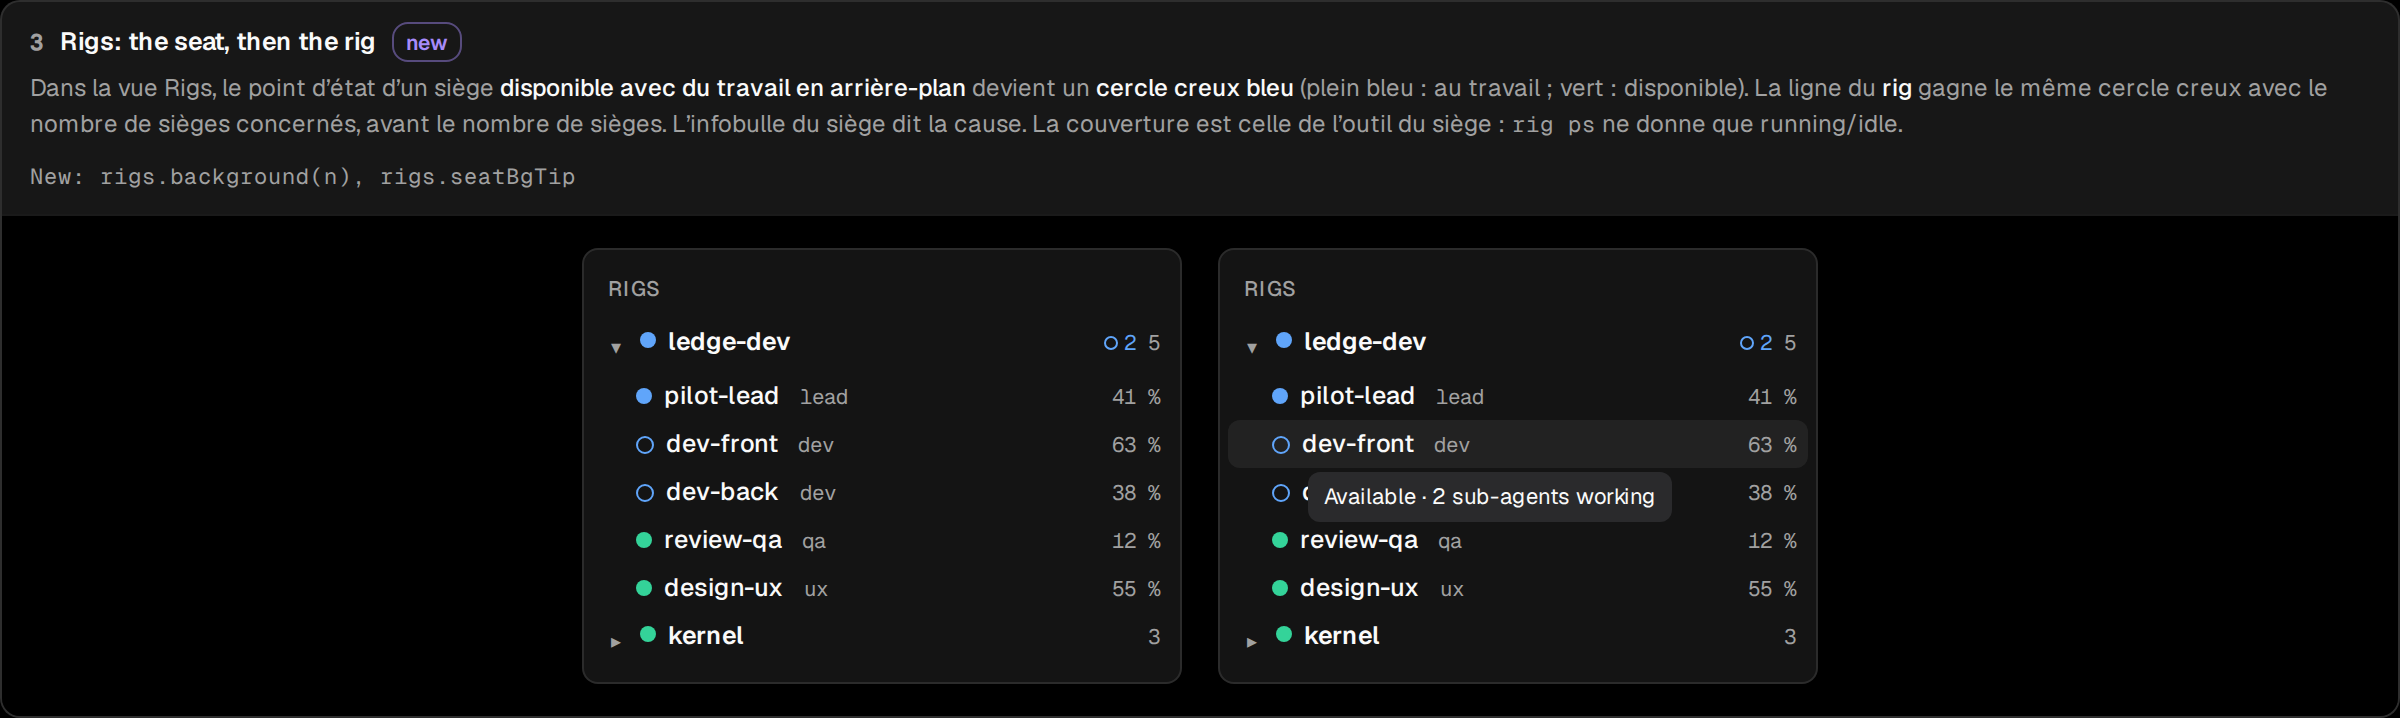 3 Rigs: the seat, then the rig new
Dans la vue Rigs, le point d’état d’un siège disponible avec du travail en arrière-plan devient un cercle creux bleu (plein bleu : au travail ; vert : disponible). La ligne du rig gagne le même cercle creux avec le
nombre de sièges concernés, avant le nombre de sièges. L’infobulle du siège dit la cause. La couverture est celle de l’outil du siège : rig ps ne donne que running/idle.
New: rigs.background(n), rigs.seatBgTip
RIGS
ledge-dev 2 5
pilot-lead lead 41 %
dev-front dev 63 %
dev-back dev 38 %
review-qa qa 12 %
design-ux ux 55 %
kernel 3
RIGS
ledge-dev 2 5
pilot-lead lead 41 %
dev-front dev 63 %
Available · 2 sub-agents working 38 %
review-qa qa 12 %
design-ux ux 55 %
kernel 3